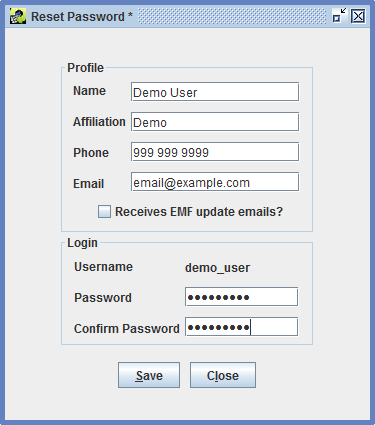 Reset Password *
Profile
Name Demo User
Affiliation Demo
Phone 999 999 9999
Email email@example.com
Receives EMF update emails?
Login
Username demo_user
Password •••••••••
Confirm Password •••••••••
Save Close